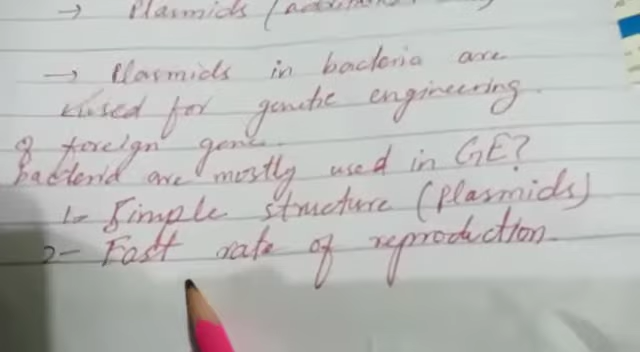 → Plasmids
→ Plasmids in bacteria are
used for genetic engineering.
Q foreign gene.
bacteria are mostly used in GE?
1- Simple structure (Plasmids)
2- Fast rate of reproduction